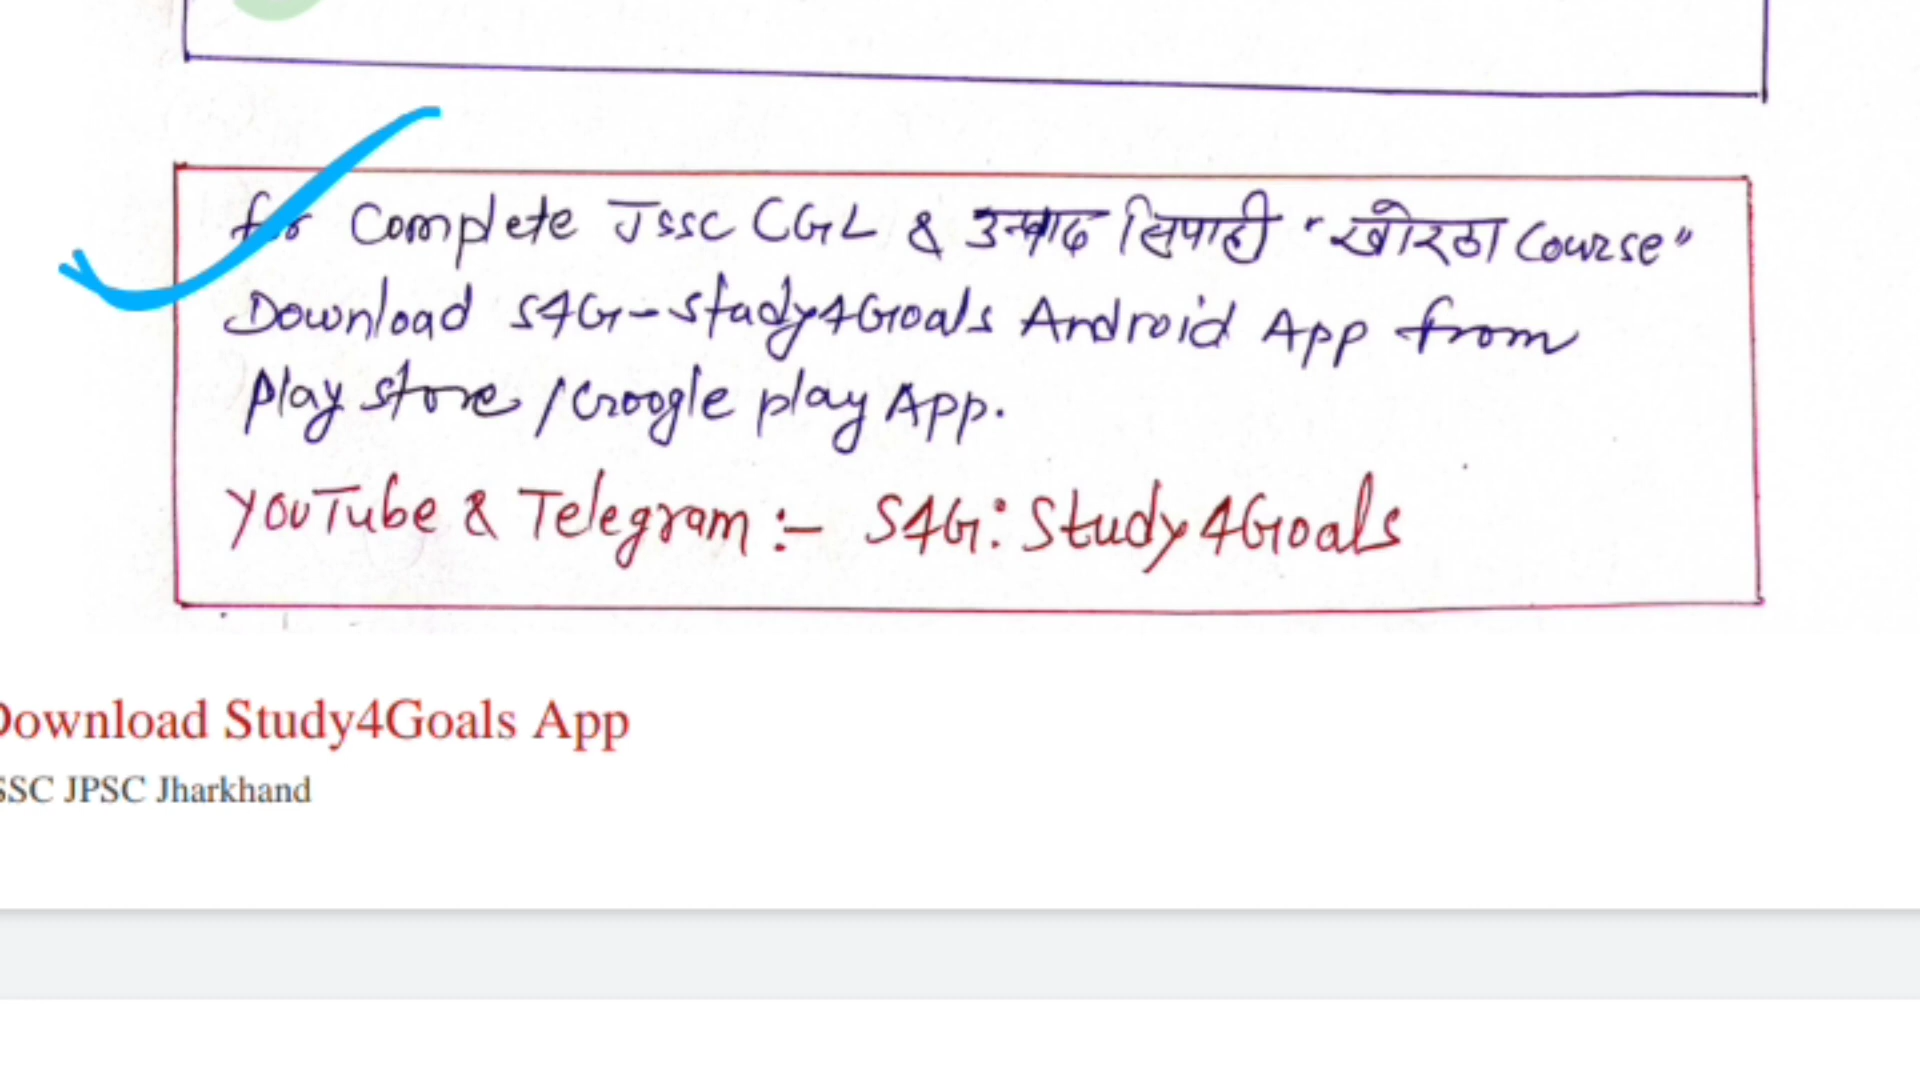 for Complete JSSC CGL & उत्पाद सिपाही "खोरठा Course"
Download S4G-Study4Goals Android App from
Play store / Google play App.
YouTube & Telegram :- S4G: Study4Goals
Download Study4Goals App
SSC JPSC Jharkhand